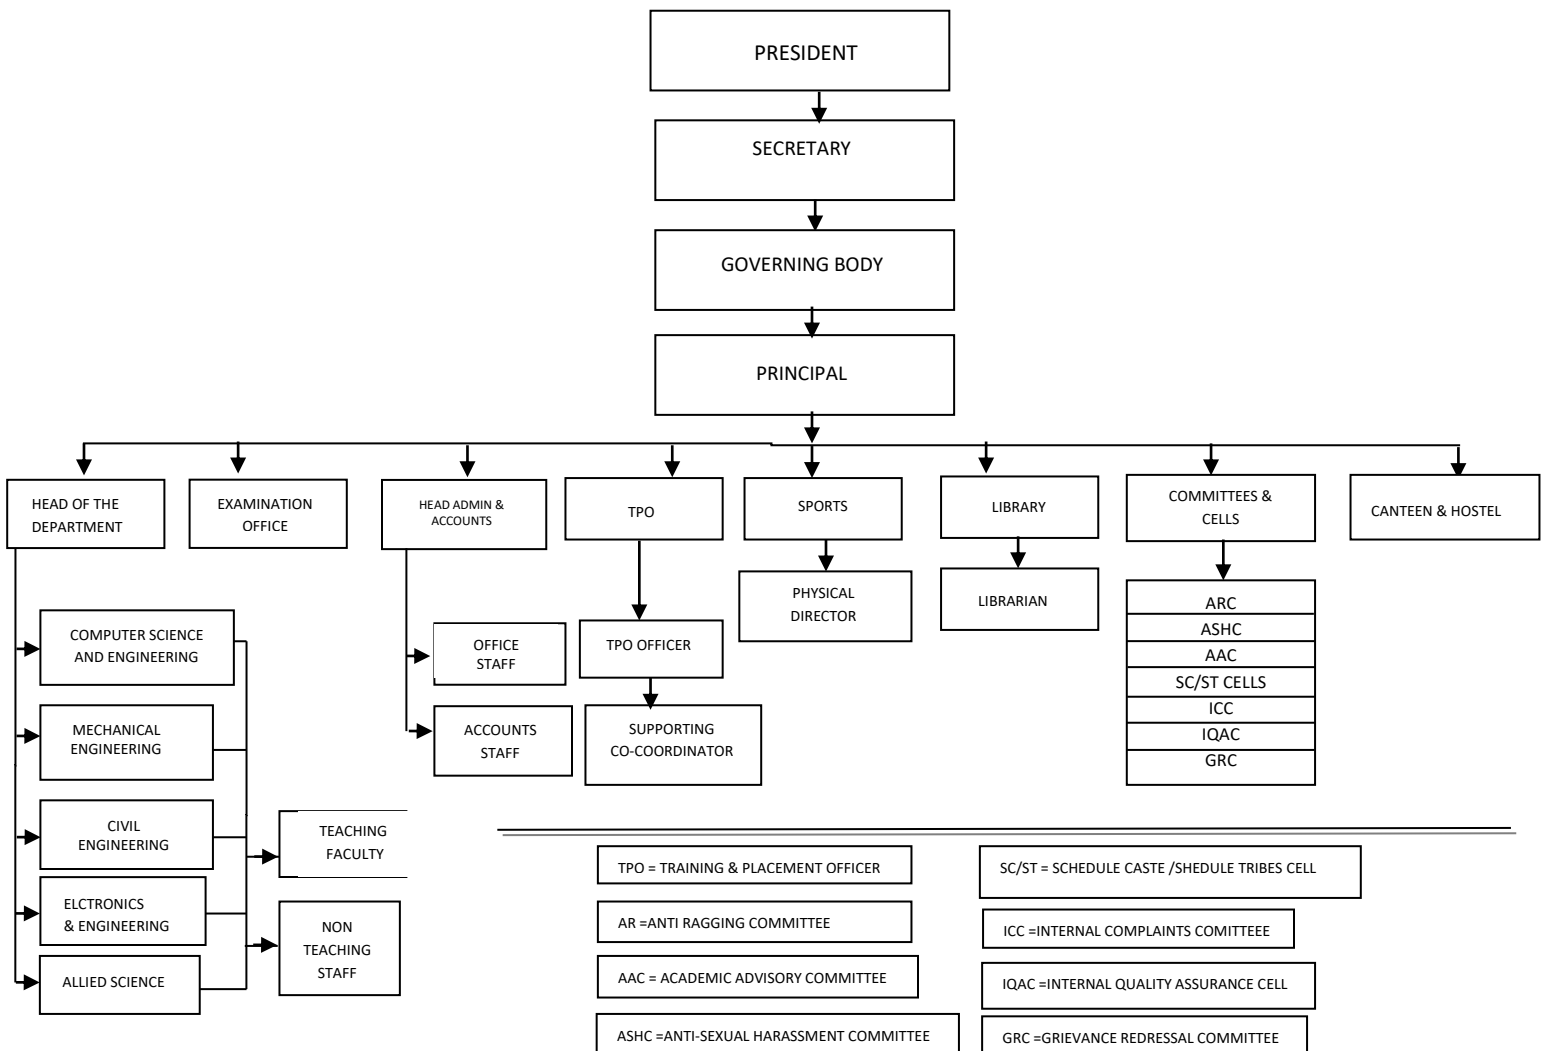 PRESIDENT
SECRETARY
GOVERNING BODY
PRINCIPAL
HEAD OF THE
DEPARTMENT
EXAMINATION
OFFICE
HEAD ADMIN &
ACCOUNTS
TPO
SPORTS
LIBRARY
COMMITTEES &
CELLS
CANTEEN & HOSTEL
COMPUTER SCIENCE
AND ENGINEERING
MECHANICAL
ENGINEERING
CIVIL
ENGINEERING
ELCTRONICS
& ENGINEERING
ALLIED SCIENCE
TEACHING
FACULTY
NON
TEACHING
STAFF
OFFICE
STAFF
ACCOUNTS
STAFF
TPO OFFICER
SUPPORTING
CO-COORDINATOR
PHYSICAL
DIRECTOR
LIBRARIAN
ARC
ASHC
AAC
SC/ST CELLS
ICC
IQAC
GRC
TPO = TRAINING & PLACEMENT OFFICER
AR =ANTI RAGGING COMMITTEE
AAC = ACADEMIC ADVISORY COMMITTEE
ASHC =ANTI-SEXUAL HARASSMENT COMMITTEE
SC/ST = SCHEDULE CASTE /SHEDULE TRIBES CELL
ICC =INTERNAL COMPLAINTS COMITTEEE
IQAC =INTERNAL QUALITY ASSURANCE CELL
GRC =GRIEVANCE REDRESSAL COMMITTEE